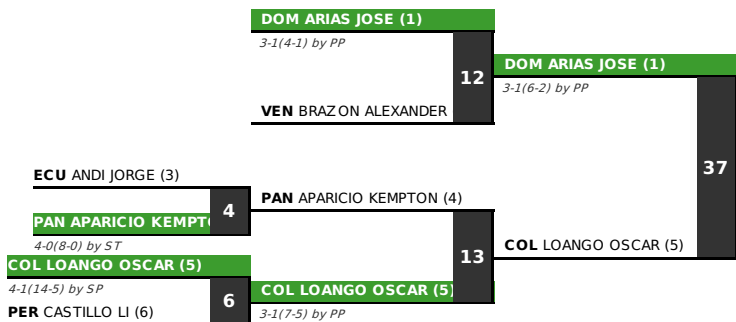 DOM ARIAS JOSE (1)
3-1(4-1) by PP
12
VEN BRAZON ALEXANDER
DOM ARIAS JOSE (1)
3-1(6-2) by PP
37
ECU ANDI JORGE (3)
4
PAN APARICIO KEMPT
4-0(8-0) by ST
PAN APARICIO KEMPTON (4)
13
COL LOANGO OSCAR (5)
COL LOANGO OSCAR (5)
4-1(14-5) by SP
6
PER CASTILLO LI (6)
COL LOANGO OSCAR (5)
3-1(7-5) by PP